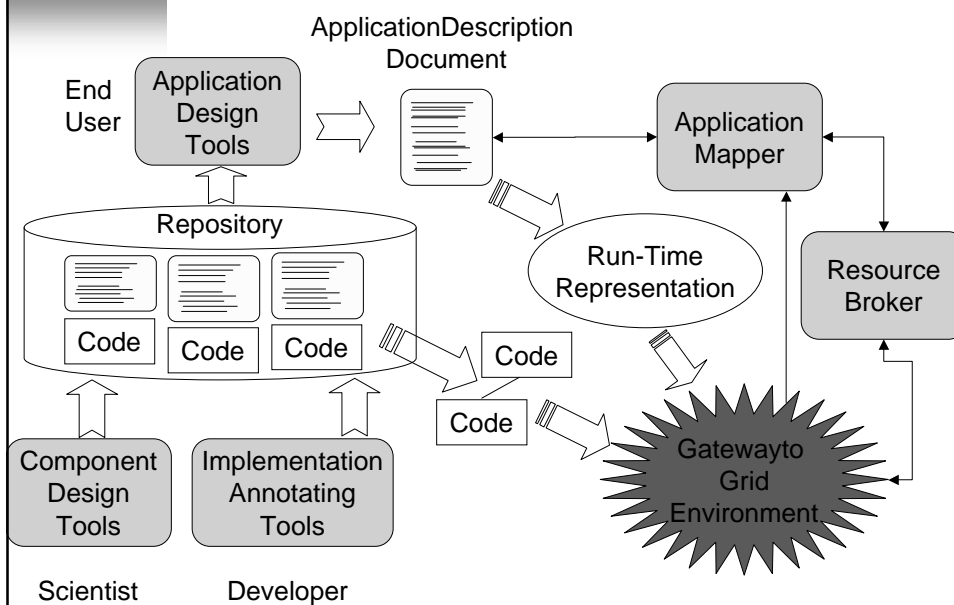 ApplicationDescription
Document
End
User
Application
Design
Tools
Application
Mapper
Repository
Run-Time
Representation
Resource
Broker
Code
Code
Code
Code
Code
Component
Design
Tools
Implementation
Annotating
Tools
Gatewayto
Grid
Environment
Scientist
Developer